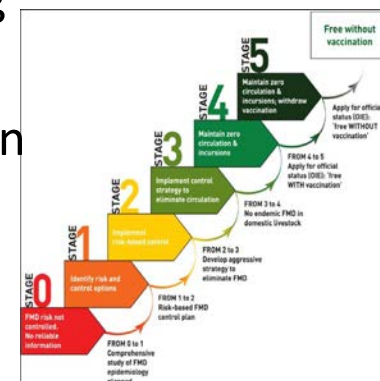 s
n
Free without
vaccination
STAGE 5
Maintain zero
circulation &
incursions; withdraw
vaccination
Apply for official
status (OIE):
'free WITHOUT
vaccination'
STAGE 4
Maintain zero
circulation &
incursions
FROM 4 to 5
Apply for official
status (OIE): 'free
WITH vaccination'
STAGE 3
Implement control
strategy to
eliminate circulation
FROM 3 to 4
No endemic FMD in
domestic livestock
STAGE 2
Implement
risk-based control
FROM 2 to 3
Develop aggressive
strategy to
eliminate FMD
STAGE 1
Identify risk and
control options
FROM 1 to 2
Risk-based FMD
control plan
STAGE 0
FMD risk not
controlled.
No reliable
information
FROM 0 to 1
Comprehensive
study of FMD
epidemiology